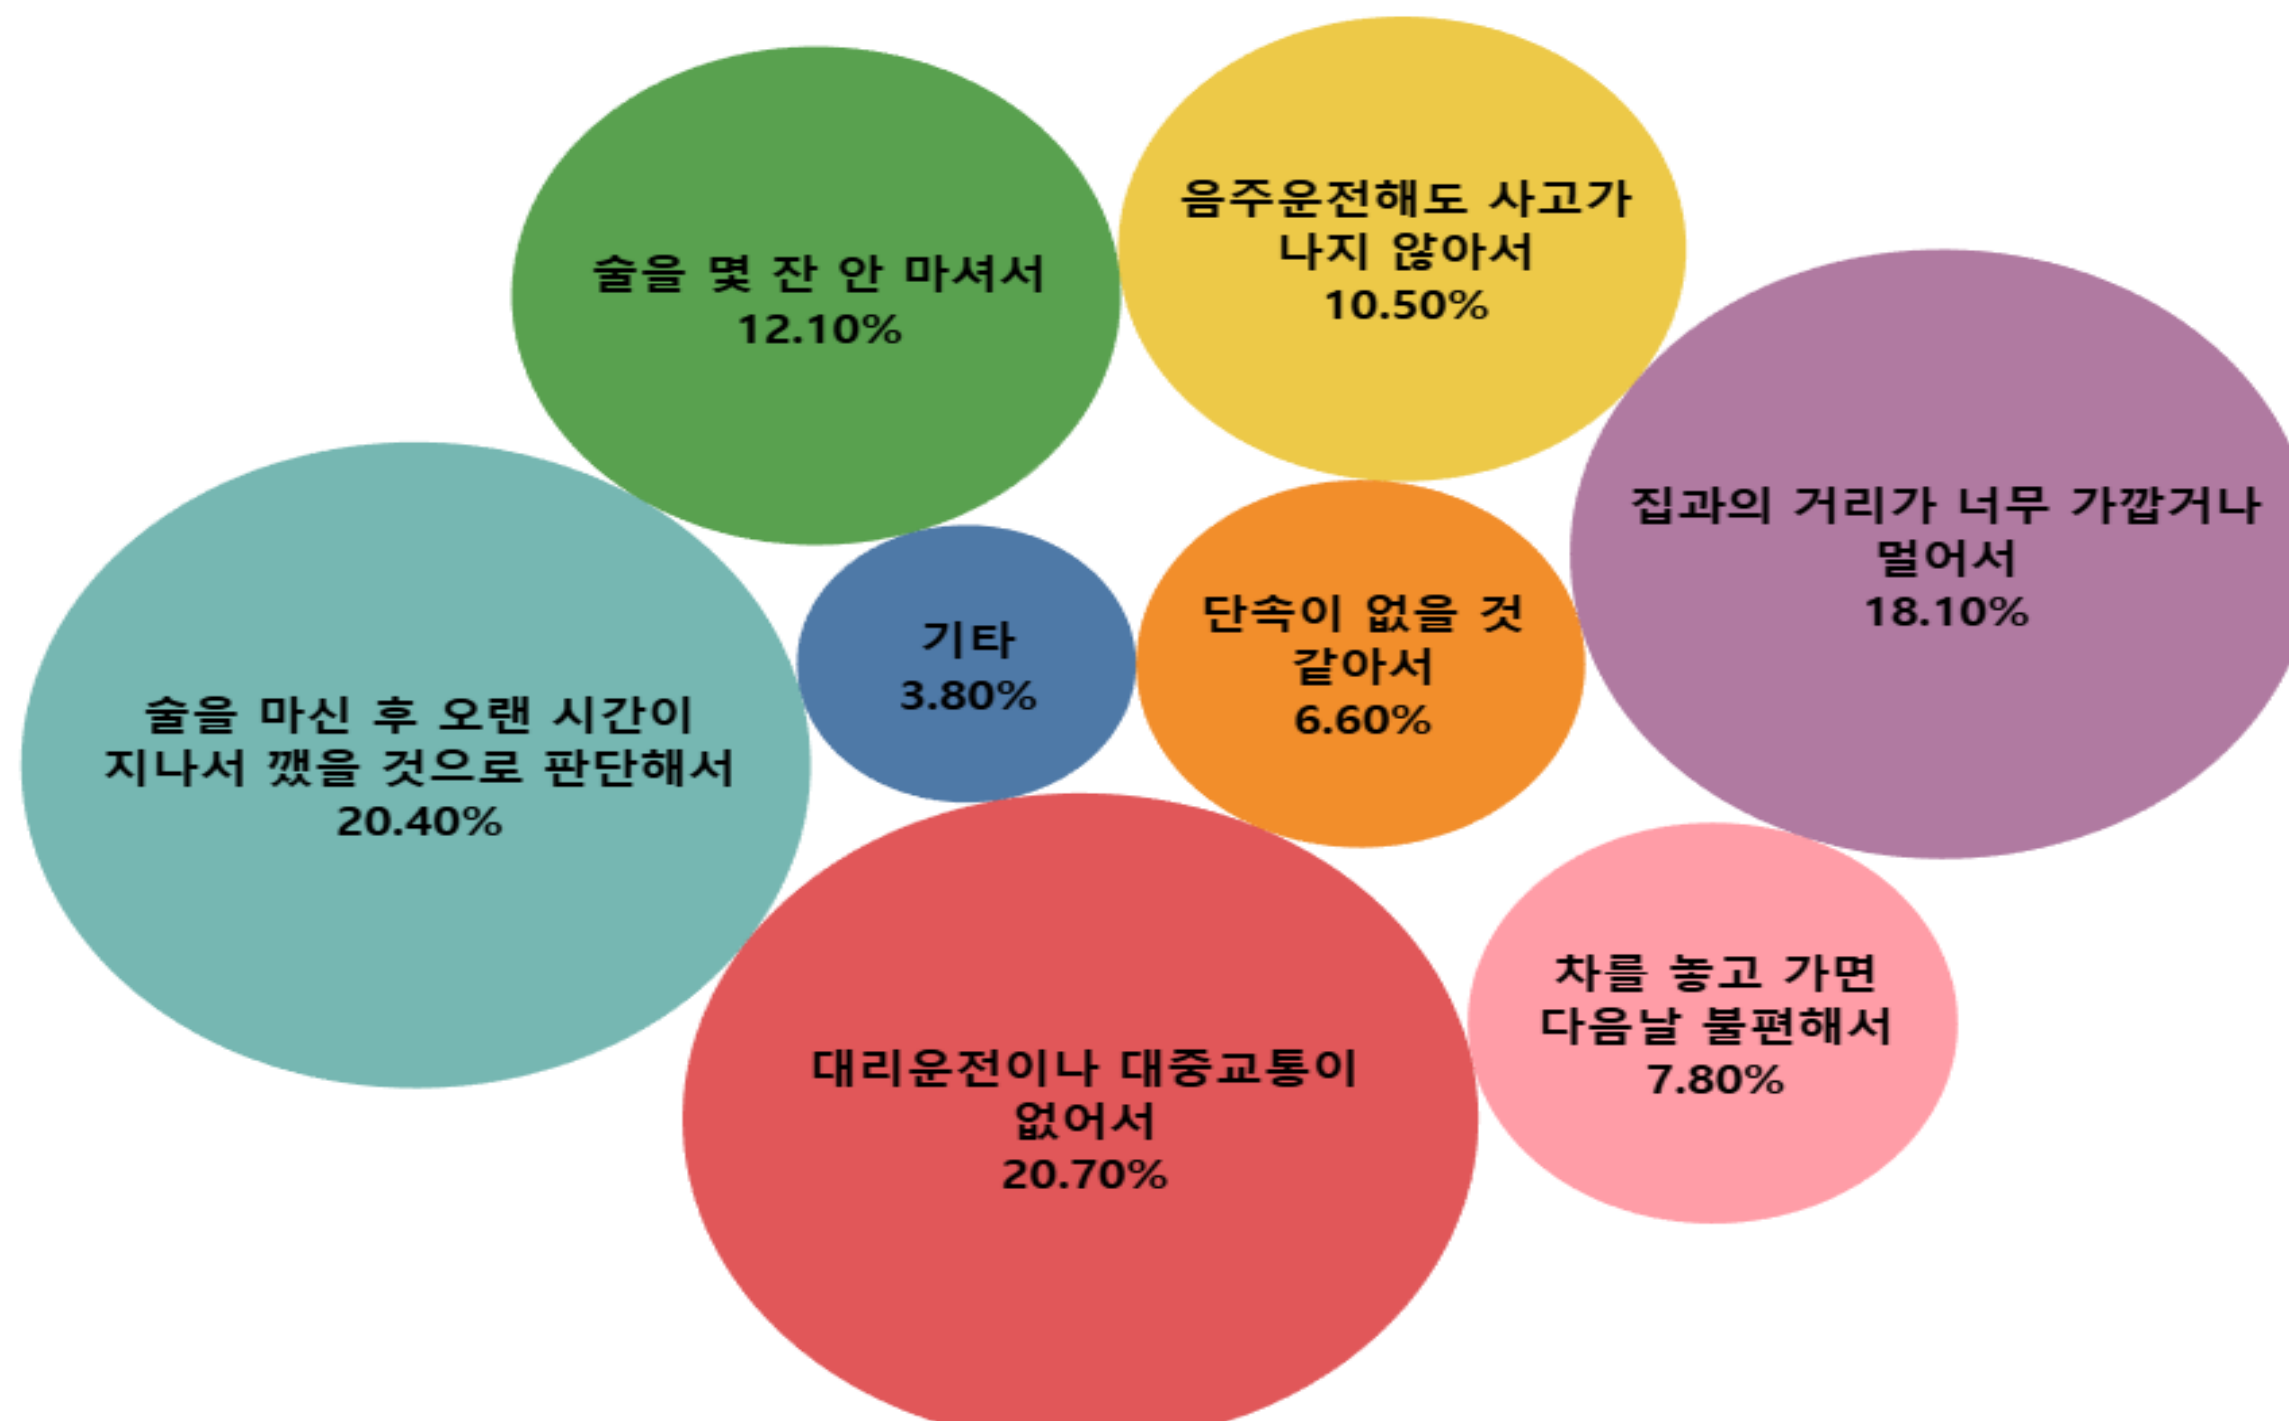 음주운전해도 사고가
나지 않아서
10.50%
술을 몇 잔 안 마셔서
12.10%
집과의 거리가 너무 가깝거나
멀어서
18.10%
단속이 없을 것
같아서
6.60%
기타
3.80%
술을 마신 후 오랜 시간이
지나서 깼을 것으로 판단해서
20.40%
차를 놓고 가면
다음날 불편해서
7.80%
대리운전이나 대중교통이
없어서
20.70%